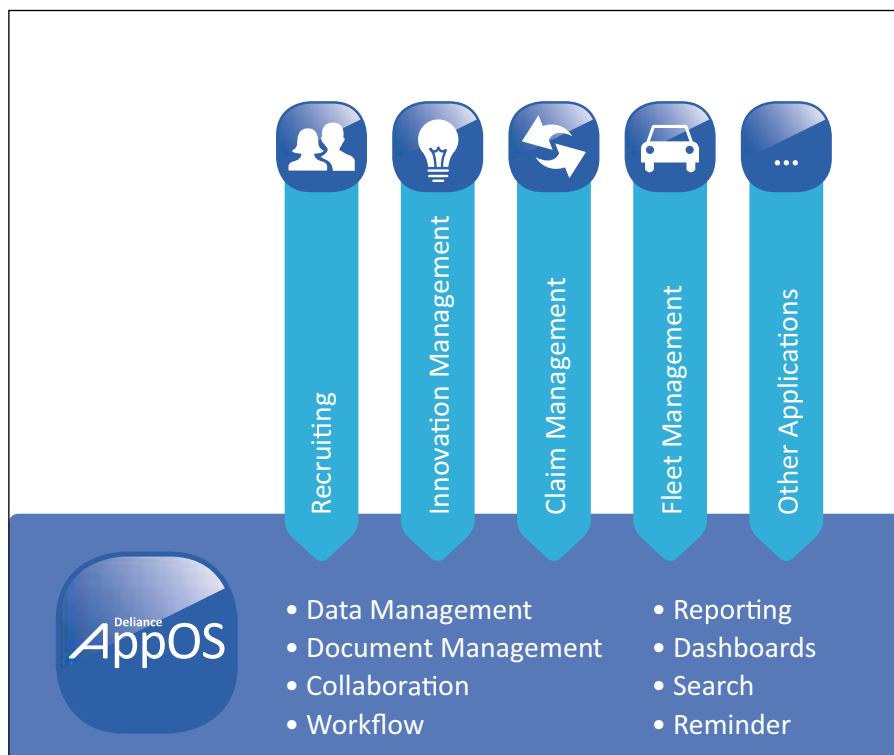 ...
Recruiting
Innovation Management
Claim Management
Fleet Management
Other Applications
Deliance
AppOS
• Data Management
• Document Management
• Collaboration
• Workflow
• Reporting
• Dashboards
• Search
• Reminder